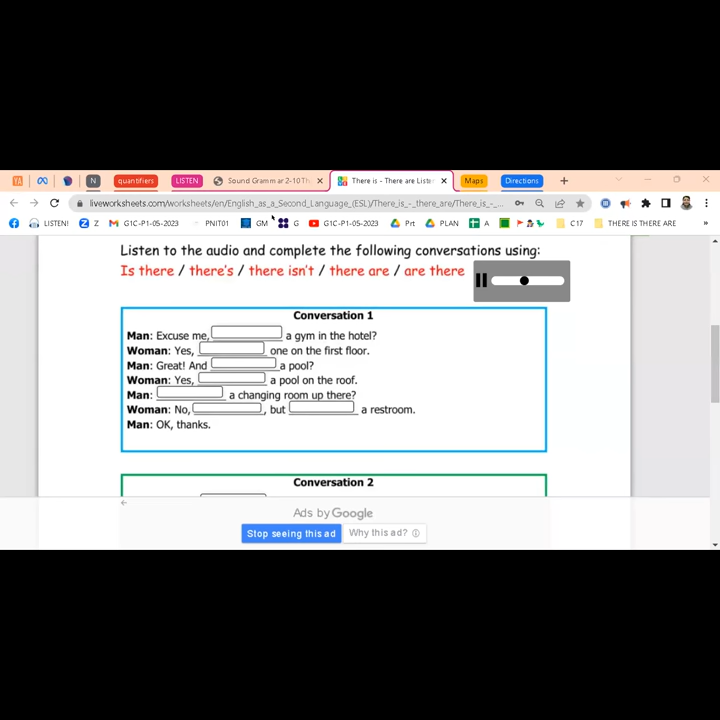 quantifiers LISTEN Sound Grammar 2-10 Th There is - There are Liste Maps Directions
liveworksheets.com/worksheets/en/English_as_a_Second_Language_(ESL)/There_is_-_there_are/There_is_-_...
LISTEN! Z G1C-P1-05-2023 PNIT01 GM G G1C-P1-05-2023 Prt PLAN A C17 THERE IS THERE ARE
Listen to the audio and complete the following conversations using:
Is there / there's / there isn't / there are / are there
Conversation 1
Man: Excuse me, a gym in the hotel?
Woman: Yes, one on the first floor.
Man: Great! And a pool?
Woman: Yes, a pool on the roof.
Man: a changing room up there?
Woman: No, , but a restroom.
Man: OK, thanks.
Conversation 2
Ads by Google
Stop seeing this ad Why this ad?